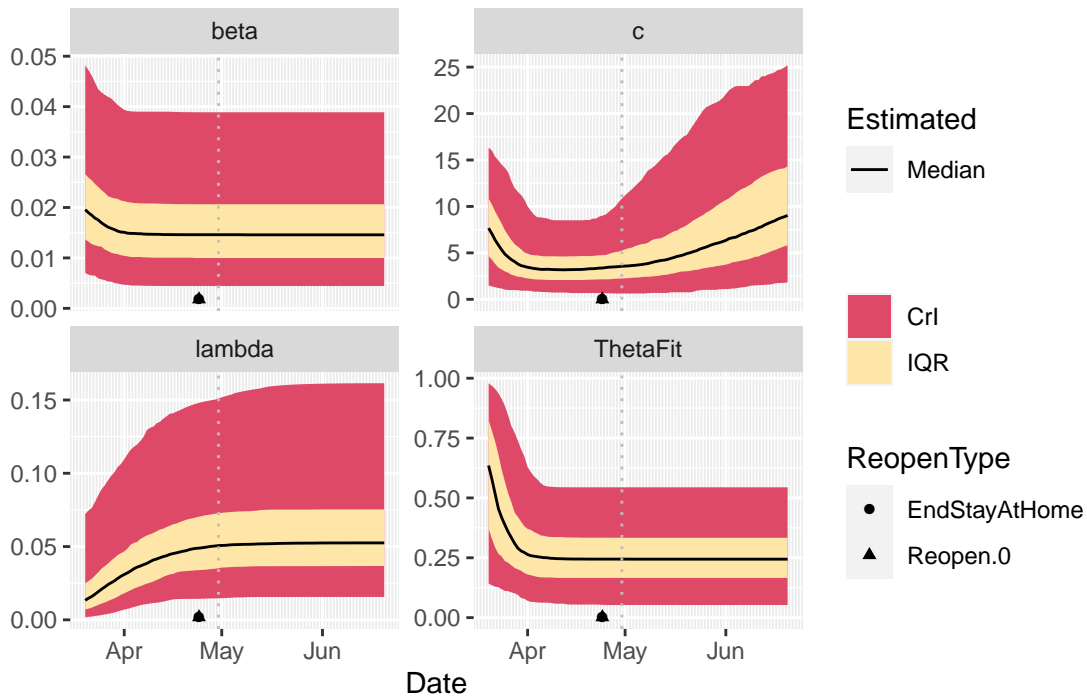 beta
c
0.05
0.04
0.03
0.02
0.01
0.00
25
20
15
10
5
0
lambda
ThetaFit
0.15
0.10
0.05
0.00
1.00
0.75
0.50
0.25
0.00
Apr
May
Jun
Apr
May
Jun
Date
Estimated
Median
CrI
IQR
ReopenType
EndStayAtHome
Reopen.0